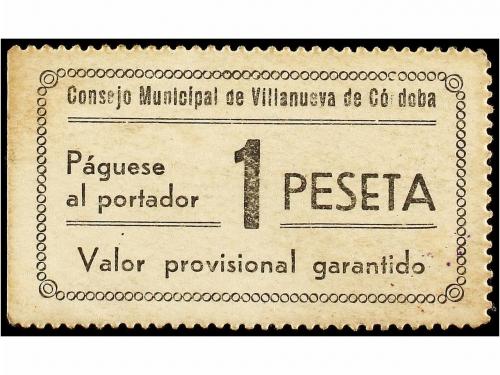 Consejo Municipal de Villanueva de Córdoba
Páguese
al portador
1 PESETA
Valor provisional garantido